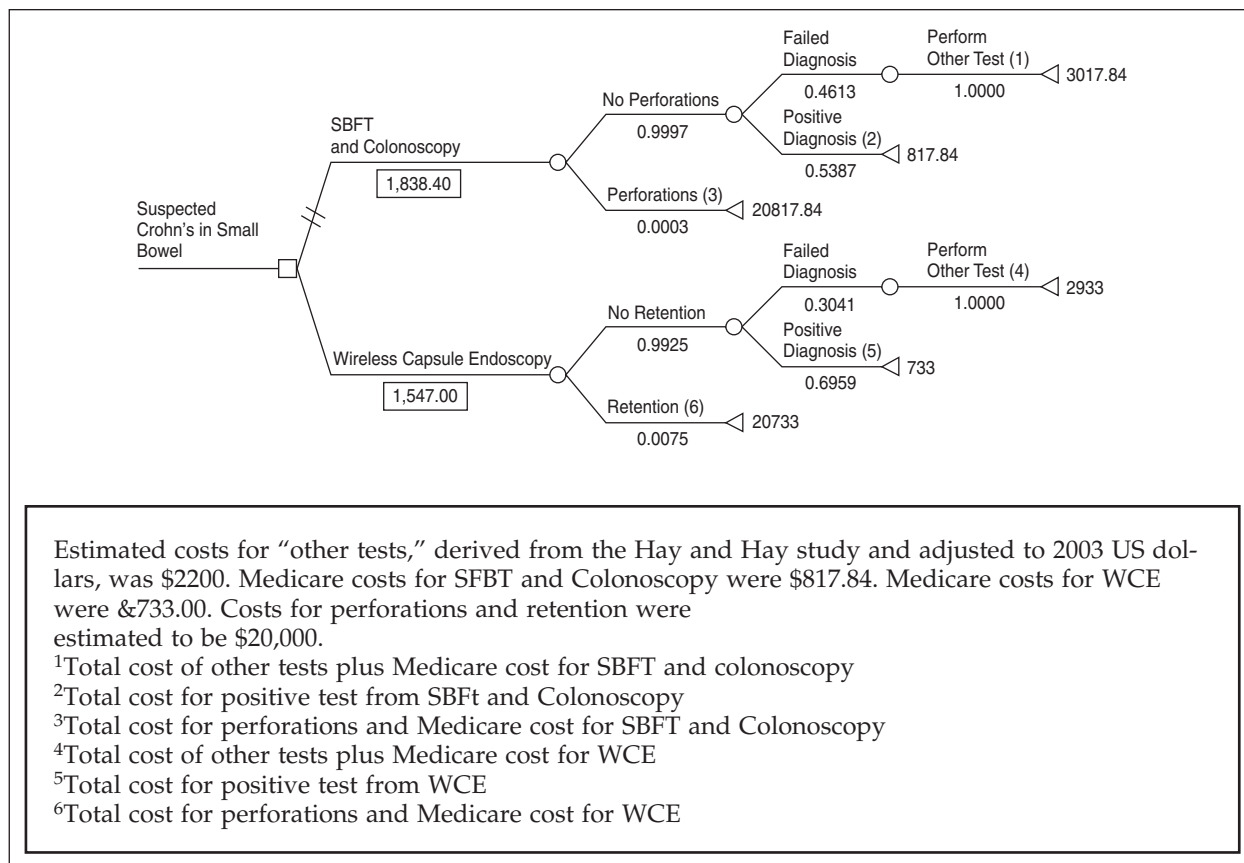 Failed
Diagnosis
0.4613
Perform
Other Test (1)
1.0000
3017.84
No Perforations
0.9997
Positive
Diagnosis (2)
0.5387
817.84
SBFT
and Colonoscopy
1,838.40
Perforations (3)
0.0003
20817.84
Suspected
Crohn's in Small
Bowel
Failed
Diagnosis
0.3041
Perform
Other Test (4)
1.0000
2933
No Retention
0.9925
Positive
Diagnosis (5)
0.6959
733
Wireless Capsule Endoscopy
1,547.00
Retention (6)
0.0075
20733
Estimated costs for “other tests,” derived from the Hay and Hay study and adjusted to 2003 US dol-
lars, was $2200. Medicare costs for SFBT and Colonoscopy were $817.84. Medicare costs for WCE
were &733.00. Costs for perforations and retention were
estimated to be $20,000.
¹Total cost of other tests plus Medicare cost for SBFT and colonoscopy
²Total cost for positive test from SBFt and Colonoscopy
³Total cost for perforations and Medicare cost for SBFT and Colonoscopy
⁴Total cost of other tests plus Medicare cost for WCE
⁵Total cost for positive test from WCE
⁶Total cost for perforations and Medicare cost for WCE